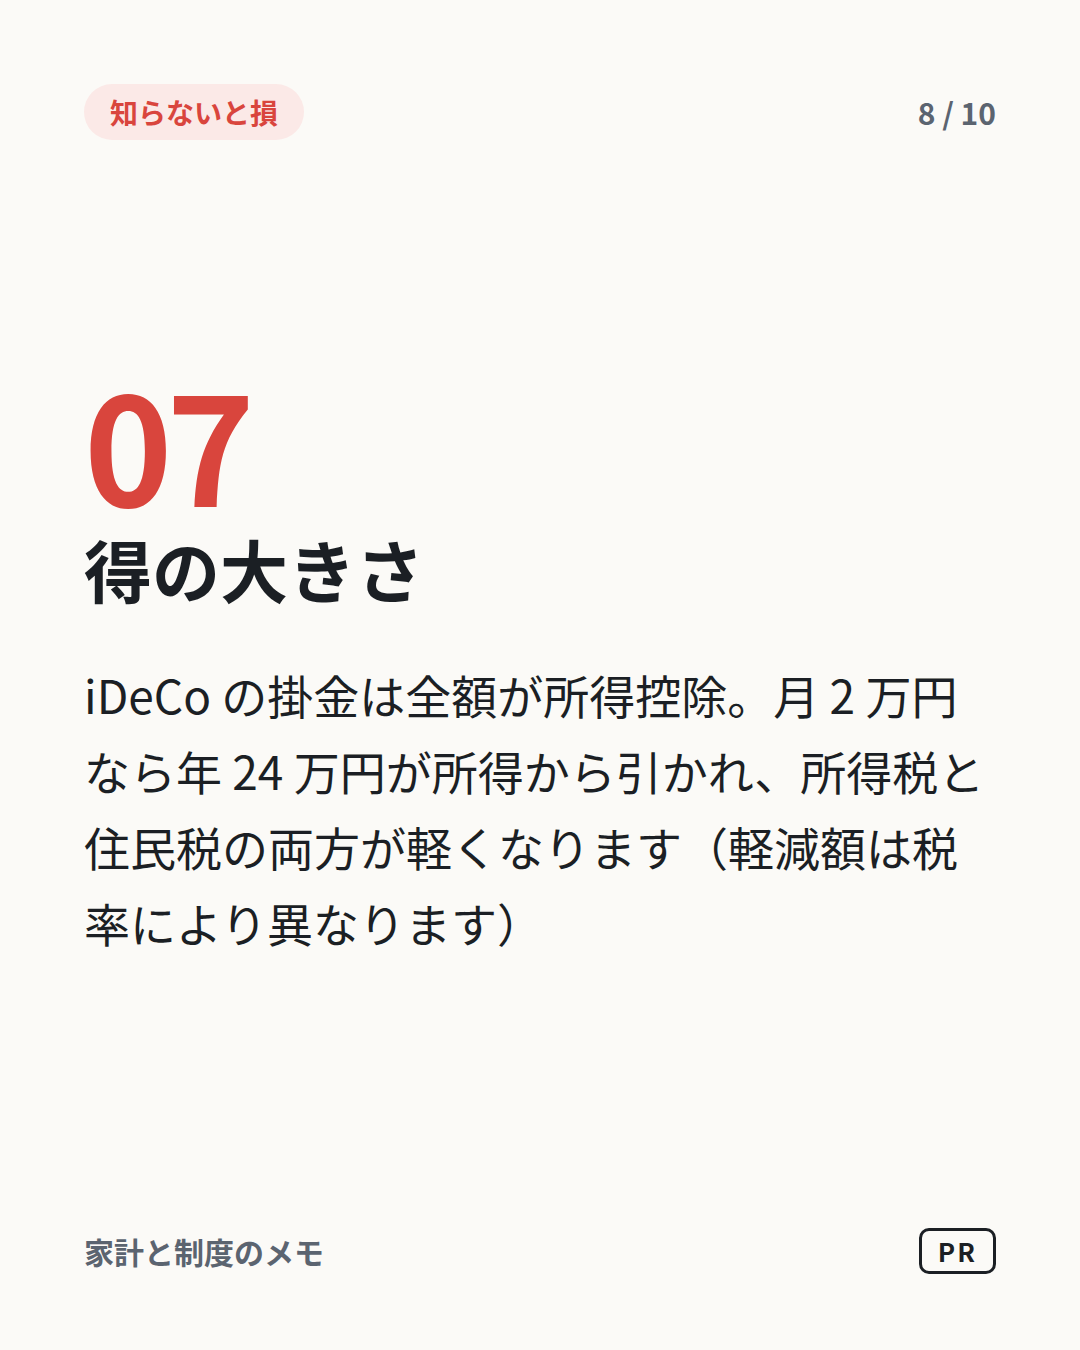 知らないと損
8 / 10
07
得の大きさ
iDeCo の掛金は全額が所得控除。月 2 万円
なら年 24 万円が所得から引かれ、所得税と
住民税の両方が軽くなります（軽減額は税
率により異なります）
家計と制度のメモ
PR